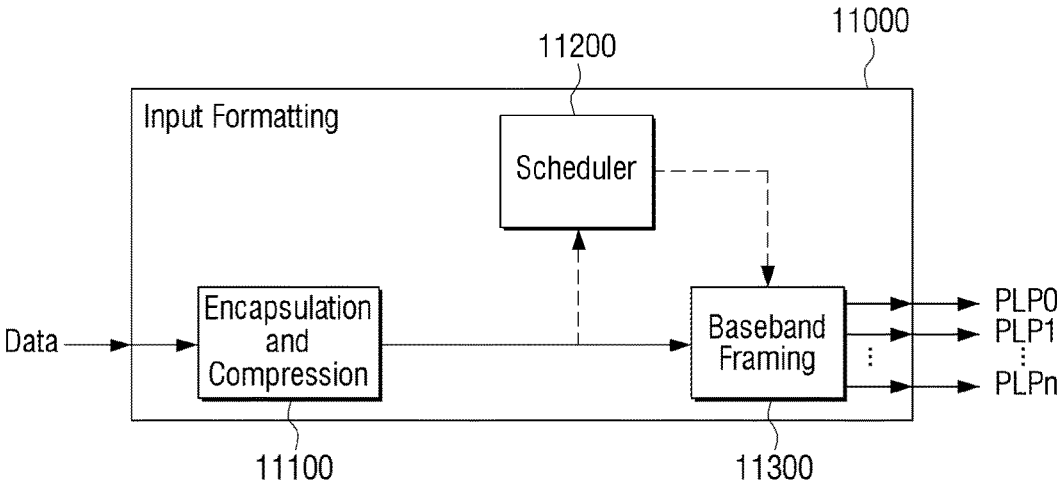 11000
11200
Input Formatting
Scheduler
Data
Encapsulation
and
Compression
Baseband
Framing
PLP0
PLP1
⋮
⋮
PLPn
11100
11300